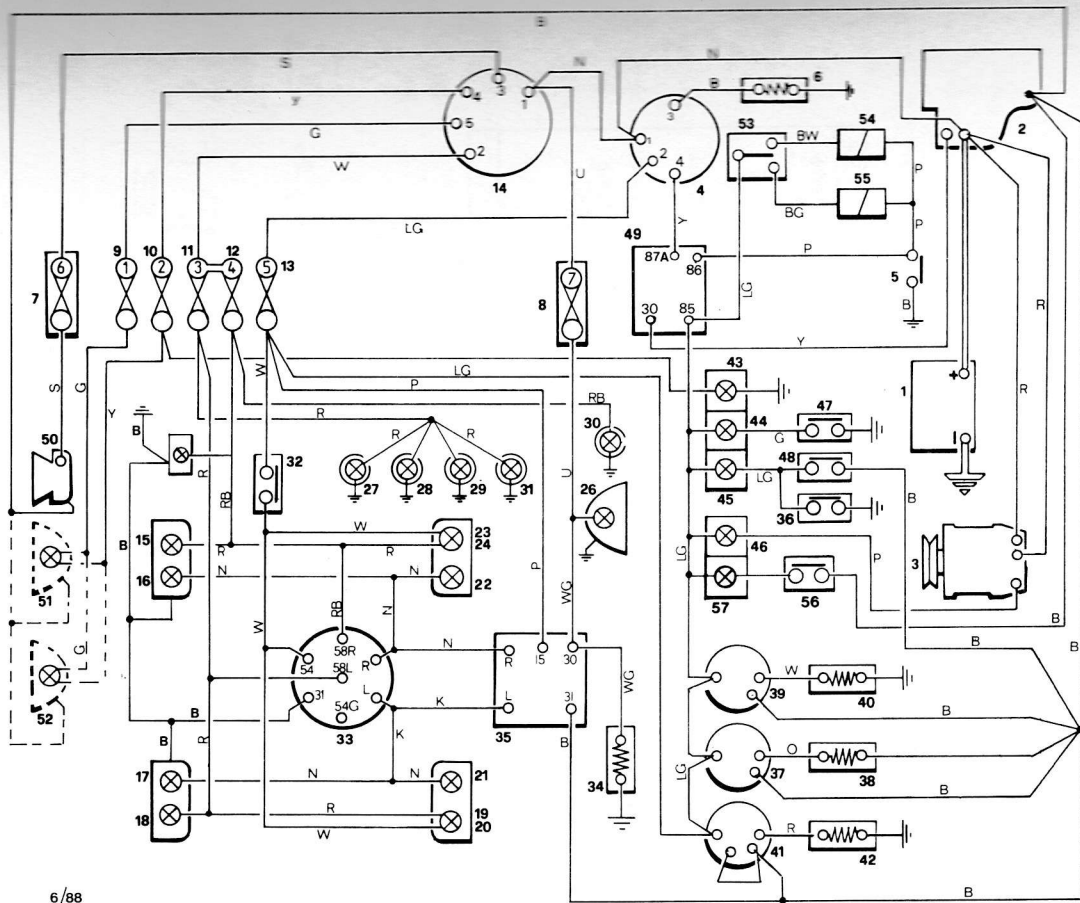 B
S N N B 6
3 1
y 4 3 53 BW 54 2
G 5 1 2 4
W 2 14 U 4 Y BG 55 P
LG 49 P
9 10 11 12 13 87A 86 P 5
6 1 2 3 4 5 7 LG B R
7 8 30 85
Y
S G W LG 43 1 +
P RB R
50 Y B R 30 44 G 47
R R R R 48
32 27 28 29 31 U 26 45 LG 36 B
R RB W
15 R 23 24 46 P 3
16 N N 22 P LG
51 B RB N WG 57 56 B
W 58R N R 15 30 B B
G 54 58L R W
52 31 L K L 31 WG 39 40 B
B 54G 35
B R 33 K B 34 O
17 N N 21 LG 37 38 B
18 R 19 20 R
W 41 42
6/88 B